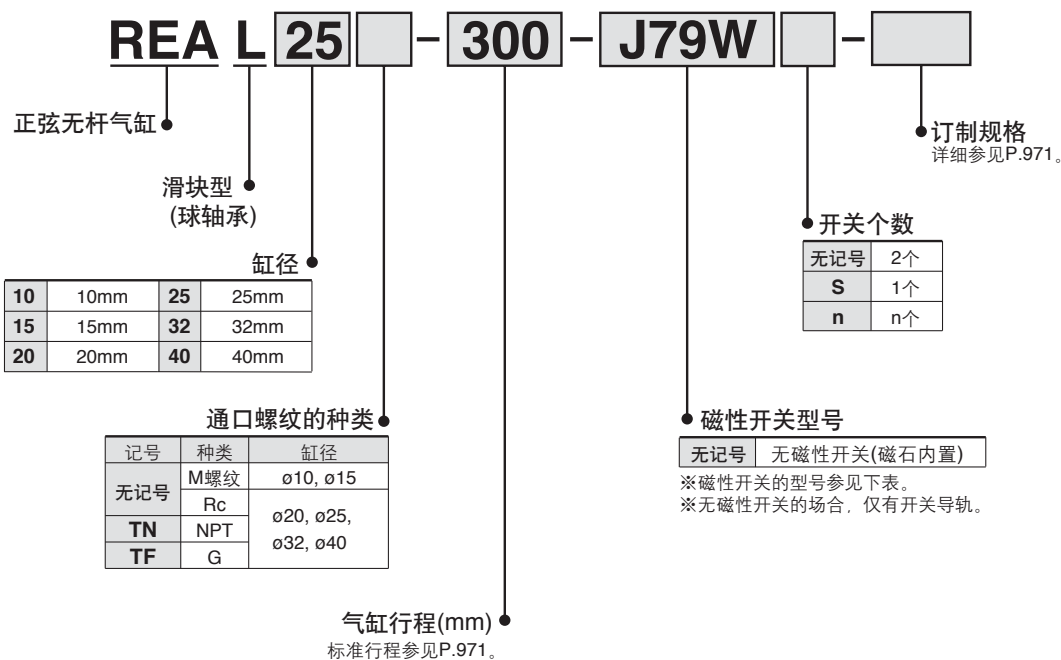 REA L 25 - 300 - J79W -
正弦无杆气缸
滑块型
(球轴承)
缸径
10 10mm 25 25mm
15 15mm 32 32mm
20 20mm 40 40mm
通口螺纹的种类
记号 种类 缸径
无记号 M螺纹 ø10, ø15
Rc ø20, ø25,
TN NPT ø32, ø40
TF G
气缸行程(mm)
标准行程参见P.971。
磁性开关型号
无记号 无磁性开关(磁石内置)
※磁性开关的型号参见下表。
※无磁性开关的场合，仅有开关导轨。
开关个数
无记号 2个
S 1个
n n个
订制规格
详细参见P.971。